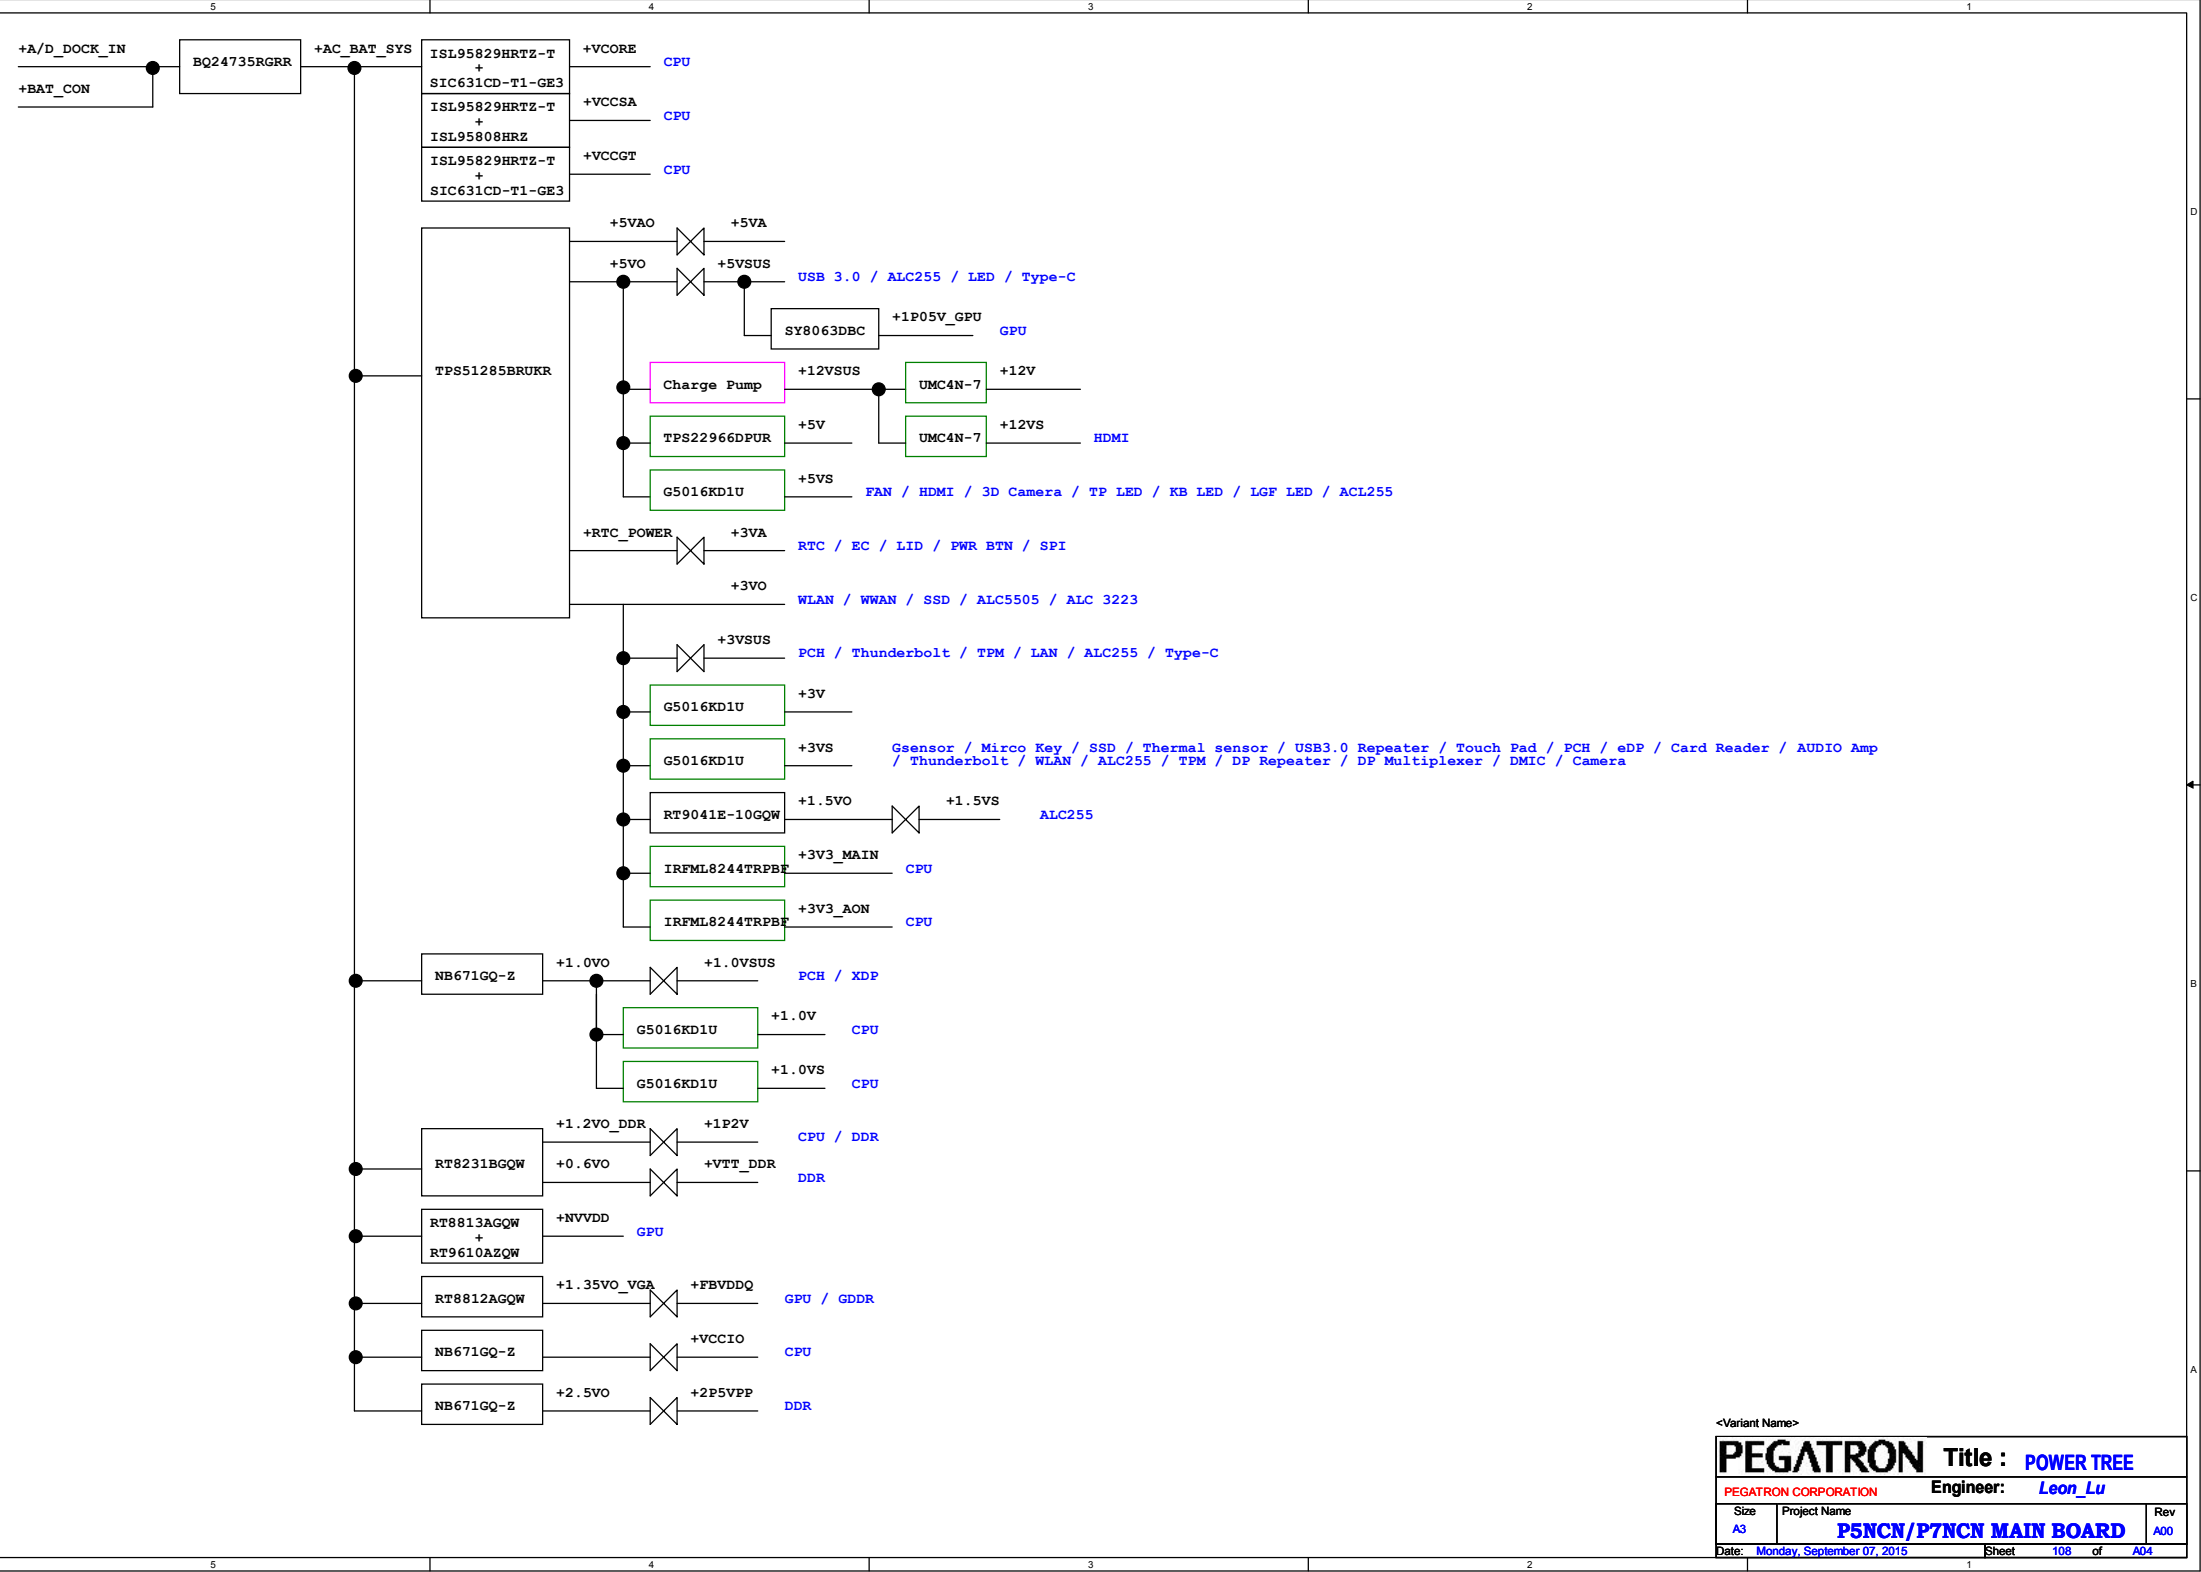 5 4 3 2 1
+A/D_DOCK_IN
+BAT_CON
BQ24735RGRR
+AC_BAT_SYS
ISL95829HRTZ-T
+
SIC631CD-T1-GE3
+VCORE
CPU
ISL95829HRTZ-T
+
ISL95808HRZ
+VCCSA
CPU
ISL95829HRTZ-T
+
SIC631CD-T1-GE3
+VCCGT
CPU
D
TPS51285BRUKR
+5VAO +5VA
+5VO +5VSUS
USB 3.0 / ALC255 / LED / Type-C
SY8063DBC
+1P05V_GPU
GPU
Charge Pump
+12VSUS
UMC4N-7
+12V
TPS22966DPUR
+5V
UMC4N-7
+12VS
HDMI
G5016KD1U
+5VS
FAN / HDMI / 3D Camera / TP LED / KB LED / LGF LED / ACL255
+RTC_POWER +3VA
RTC / EC / LID / PWR BTN / SPI
+3VO
WLAN / WWAN / SSD / ALC5505 / ALC 3223
C
+3VSUS
PCH / Thunderbolt / TPM / LAN / ALC255 / Type-C
G5016KD1U
+3V
G5016KD1U
+3VS
Gsensor / Mirco Key / SSD / Thermal sensor / USB3.0 Repeater / Touch Pad / PCH / eDP / Card Reader / AUDIO Amp
/ Thunderbolt / WLAN / ALC255 / TPM / DP Repeater / DP Multiplexer / DMIC / Camera
RT9041E-10GQW
+1.5VO +1.5VS
ALC255
IRFML8244TRPBF
+3V3_MAIN
CPU
IRFML8244TRPBF
+3V3_AON
CPU
NB671GQ-Z
+1.0VO +1.0VSUS
PCH / XDP
B
G5016KD1U
+1.0V
CPU
G5016KD1U
+1.0VS
CPU
RT8231BGQW
+1.2VO_DDR +1P2V
CPU / DDR
+0.6VO +VTT_DDR
DDR
RT8813AGQW
+
RT9610AZQW
+NVVDD
GPU
RT8812AGQW
+1.35VO_VGA +FBVDDQ
GPU / GDDR
NB671GQ-Z
+VCCIO
CPU
A
NB671GQ-Z
+2.5VO +2P5VPP
DDR
<Variant Name>
PEGATRON Title : POWER TREE
PEGATRON CORPORATION Engineer: Leon_Lu
Size Project Name Rev
A3 P5NCN/P7NCN MAIN BOARD A00
Date: Monday, September 07, 2015 Sheet 108 of A04
5 4 3 2 1